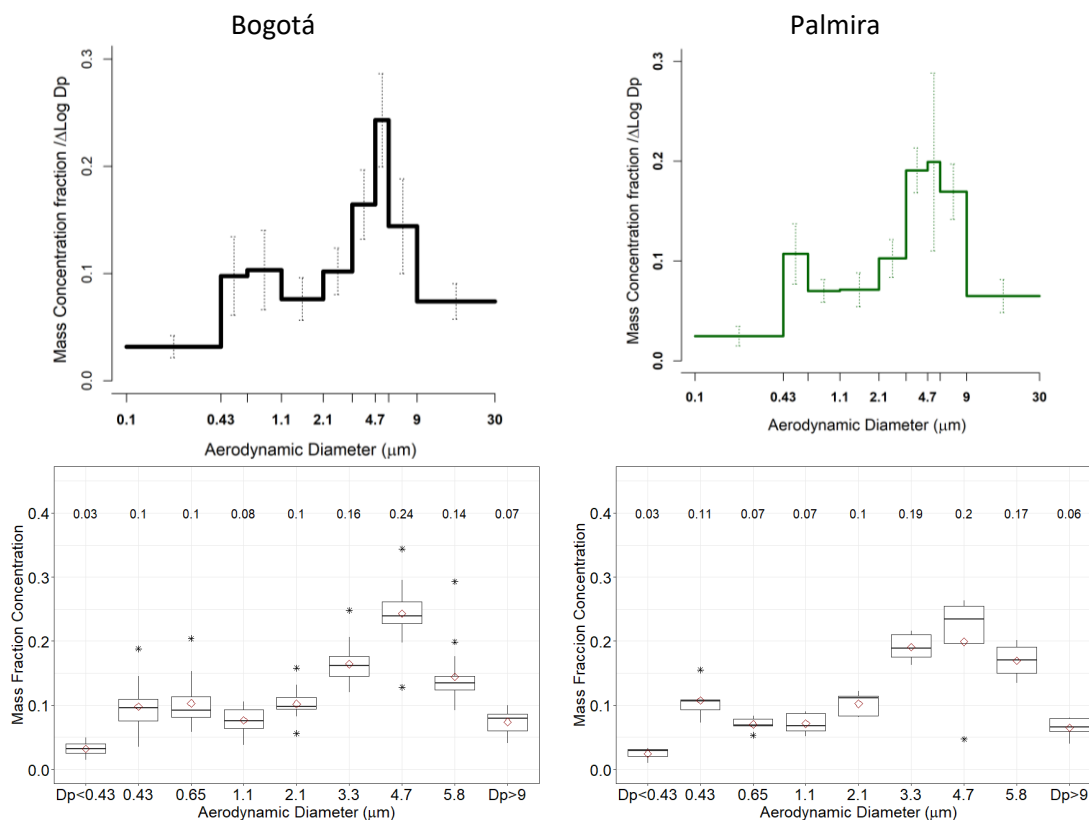 Bogotá
Mass Concentration fraction /ΔLog Dp
0.3
0.2
0.1
0.0
0.1 0.43 1.1 2.1 4.7 9 30
Aerodynamic Diameter (μm)
Palmira
Mass Concentration fraction /ΔLog Dp
0.3
0.2
0.1
0.0
0.1 0.43 1.1 2.1 4.7 9 30
Aerodynamic Diameter (μm)
Mass Fraction Concentration
0.03 0.1 0.1 0.08 0.1 0.16 0.24 0.14 0.07
0.4
0.3
0.2
0.1
0.0
Dp<0.43 0.43 0.65 1.1 2.1 3.3 4.7 5.8 Dp>9
Aerodynamic Diameter (μm)
Mass Fraccion Concentration
0.03 0.11 0.07 0.07 0.1 0.19 0.2 0.17 0.06
0.4
0.3
0.2
0.1
0.0
Dp<0.43 0.43 0.65 1.1 2.1 3.3 4.7 5.8 Dp>9
Aerodynamic Diameter (μm)